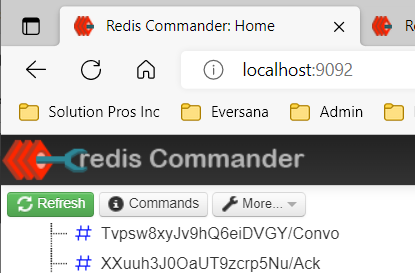 Redis Commander: Home
R
localhost:9092
Solution Pros Inc Eversana Admin
redis Commander
Refresh Commands More...
# Tvpsw8xyJv9hQ6eiDVGY/Convo
# XXuuh3J0OaUT9zcrp5Nu/Ack